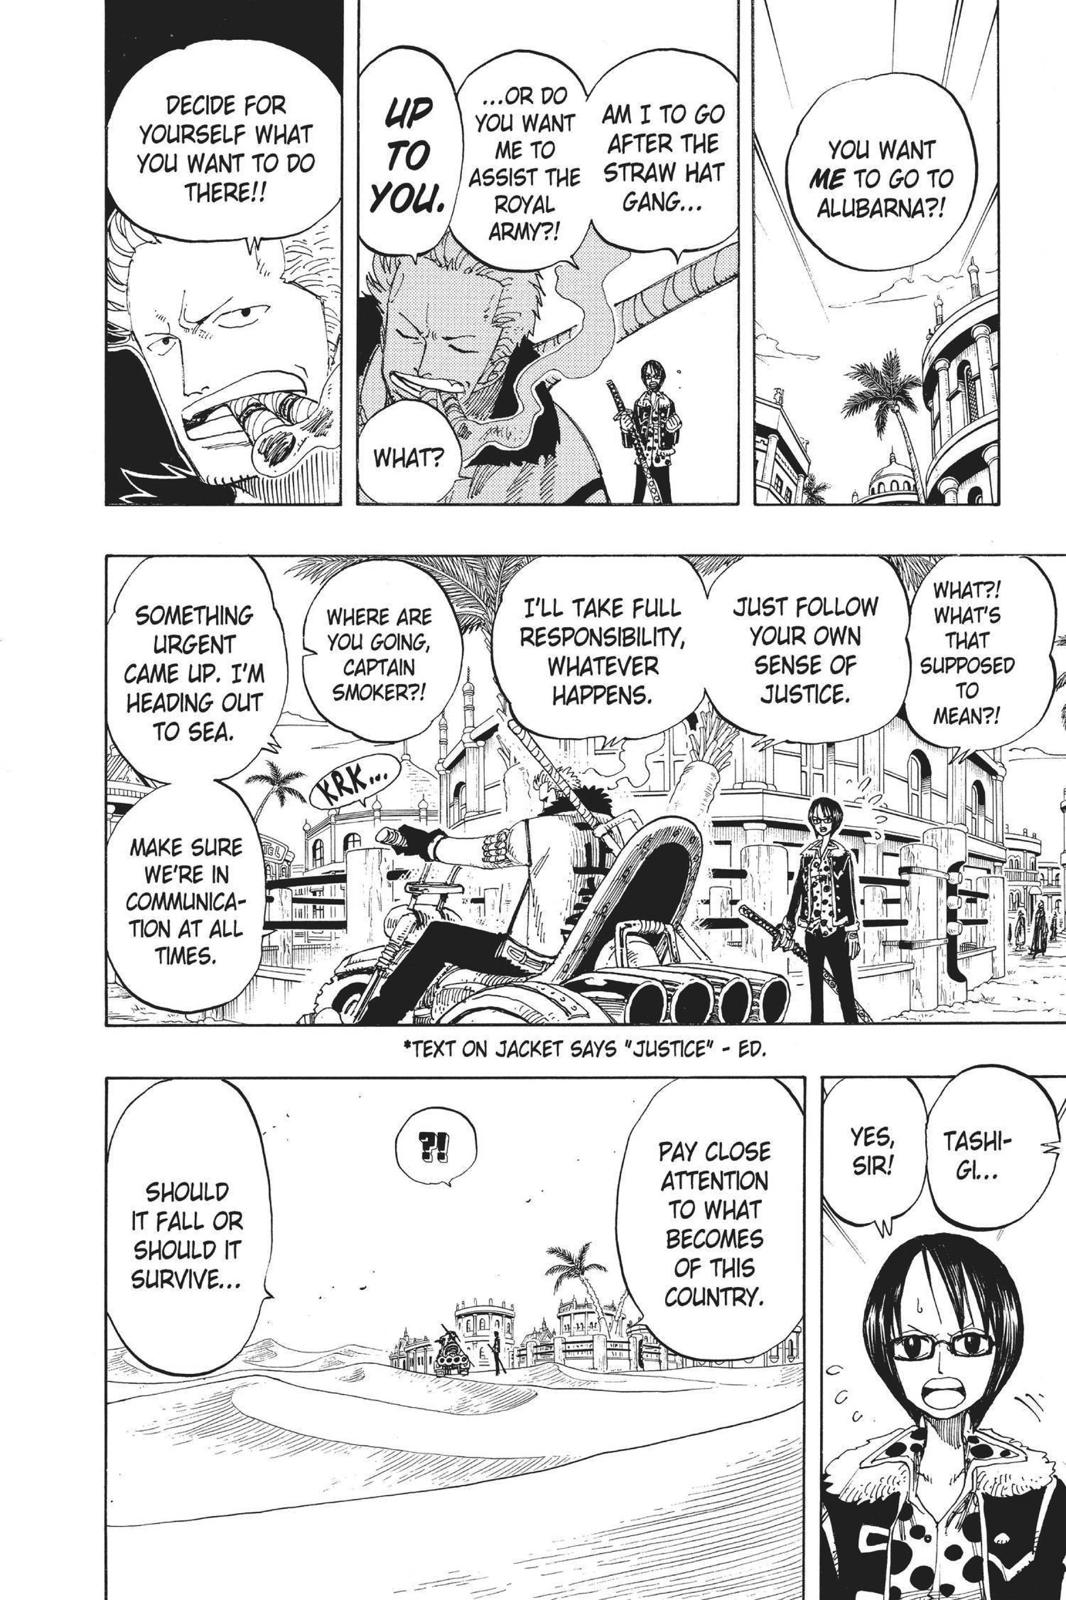 YOU WANT
ME TO GO TO
ALUBARNA?!
AM I TO GO
AFTER THE
STRAW HAT
GANG...
...OR DO
YOU WANT
ME TO
ASSIST THE
ROYAL
ARMY?!
UP
TO
YOU.
WHAT?
DECIDE FOR
YOURSELF WHAT
YOU WANT TO DO
THERE!!
WHAT?!
WHAT'S
THAT
SUPPOSED
TO
MEAN?!
JUST FOLLOW
YOUR OWN
SENSE OF
JUSTICE.
I'LL TAKE FULL
RESPONSIBILITY,
WHATEVER
HAPPENS.
WHERE ARE
YOU GOING,
CAPTAIN
SMOKER?!
KRK...
SOMETHING
URGENT
CAME UP. I'M
HEADING OUT
TO SEA.
MAKE SURE
WE'RE IN
COMMUNICA-
TION AT ALL
TIMES.
*TEXT ON JACKET SAYS "JUSTICE" - ED.
TASHI-
GI...
YES,
SIR!
PAY CLOSE
ATTENTION
TO WHAT
BECOMES
OF THIS
COUNTRY.
?!
SHOULD
IT FALL OR
SHOULD IT
SURVIVE...